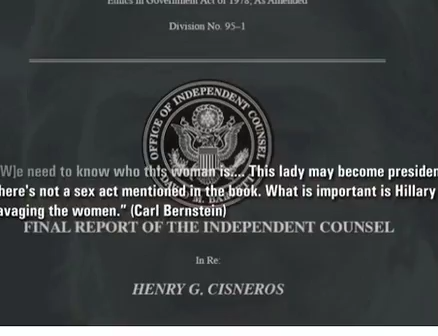 Ethics in Government Act of 1978, As Amended
Division No. 95-1
OFFICE OF INDEPENDENT COUNSEL
W]e need to know who this woman is.... This lady may become presiden
here's not a sex act mentioned in the book. What is important is Hillary
avaging the women." (Carl Bernstein)
FINAL REPORT OF THE INDEPENDENT COUNSEL
In Re:
HENRY G. CISNEROS